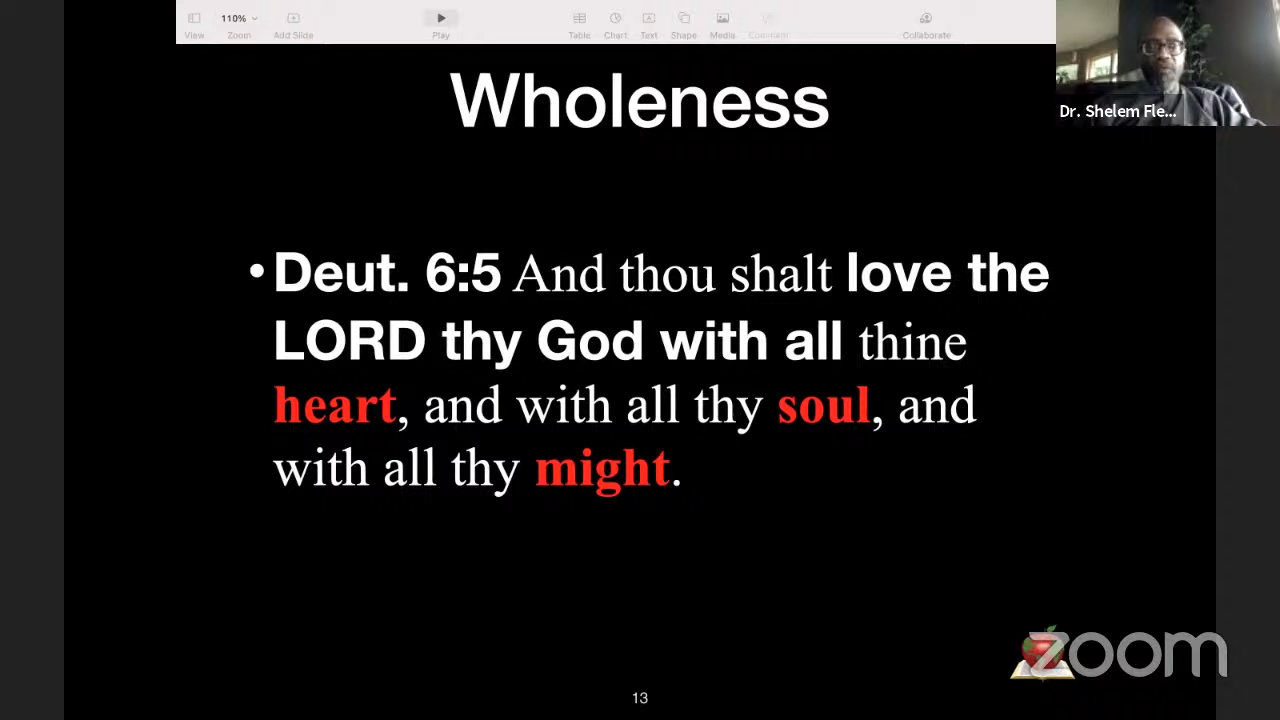 110%
View
Zoom
Add Slide
Play
Table
Chart
Text
Shape
Media
Comment
Collaborate
Dr. Shelem Fle...
Wholeness
• Deut. 6:5 And thou shalt love the
LORD thy God with all thine
heart, and with all thy soul, and
with all thy might.
zoom
13